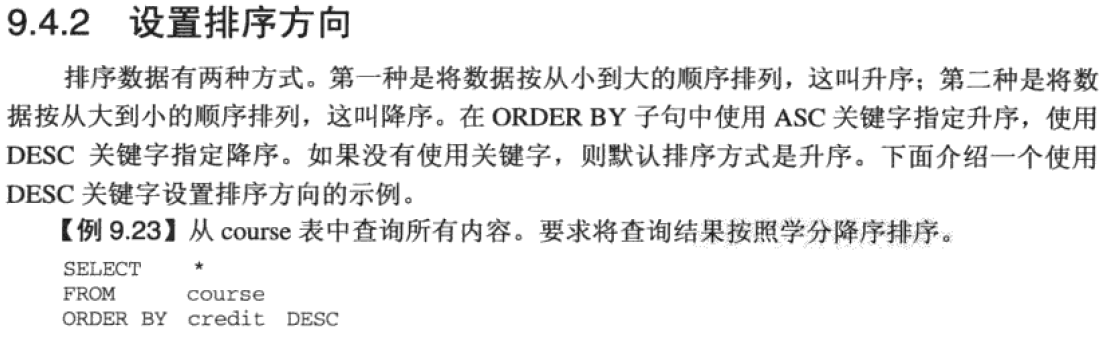 9.4.2 设置排序方向
排序数据有两种方式。第一种是将数据按从小到大的顺序排列，这叫升序；第二种是将数
据按从大到小的顺序排列，这叫降序。在 ORDER BY 子句中使用 ASC 关键字指定升序，使用
DESC 关键字指定降序。如果没有使用关键字，则默认排序方式是升序。下面介绍一个使用
DESC 关键字设置排序方向的示例。
【例 9.23】从 course 表中查询所有内容。要求将查询结果按照学分降序排序。
SELECT *
FROM course
ORDER BY credit DESC